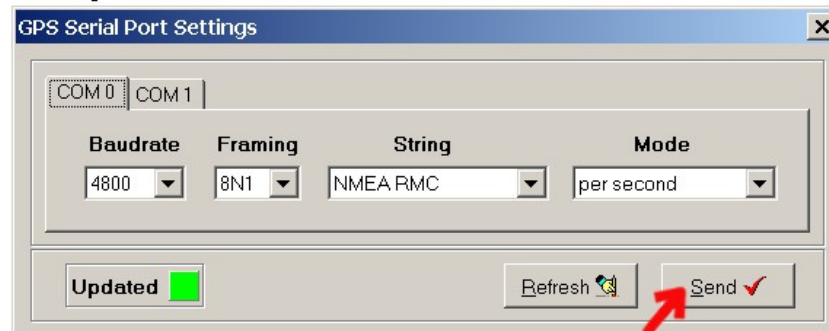 GPS Serial Port Settings
COM 0 COM 1
Baudrate Framing String Mode
4800 8N1 NMEA RMC per second
Updated Refresh Send